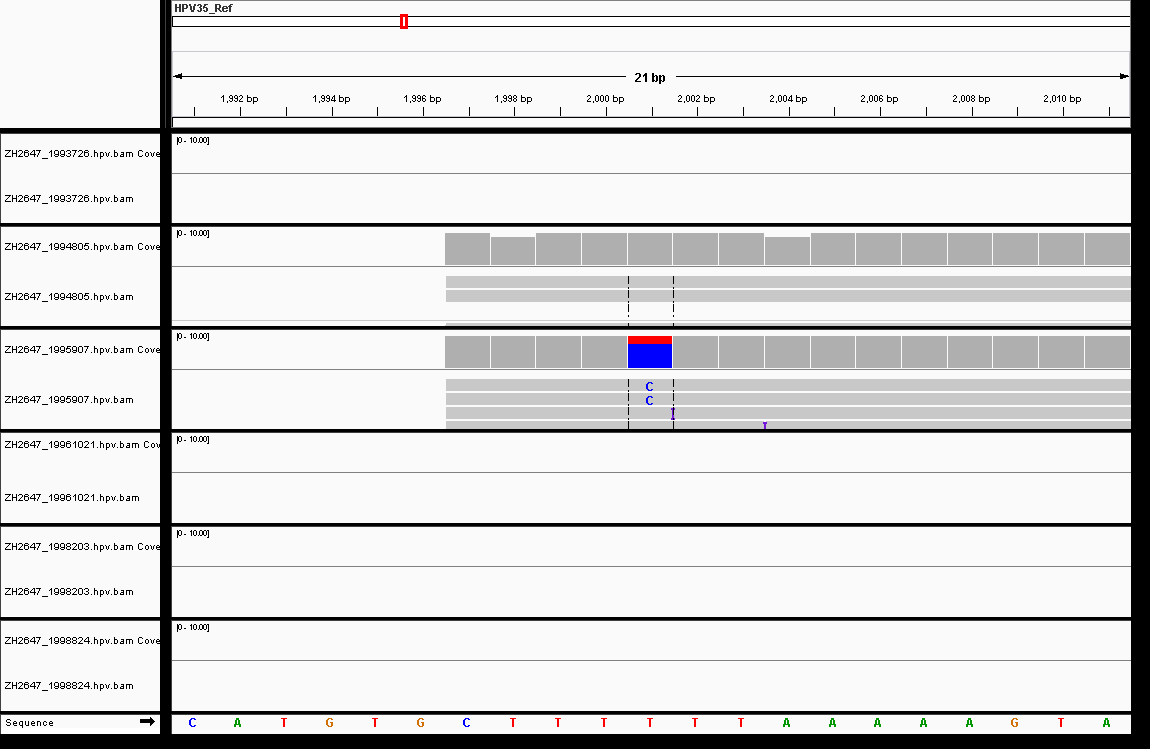 HPV35_Ref
21 bp
1,992 bp 1,994 bp 1,996 bp 1,998 bp 2,000 bp 2,002 bp 2,004 bp 2,006 bp 2,008 bp 2,010 bp
[0 - 10.00]
ZH2647_1993726.hpv.bam Cove
ZH2647_1993726.hpv.bam
[0 - 10.00]
ZH2647_1994805.hpv.bam Cove
ZH2647_1994805.hpv.bam
[0 - 10.00]
ZH2647_1995907.hpv.bam Cove
C
ZH2647_1995907.hpv.bam C
[0 - 10.00]
ZH2647_19961021.hpv.bam Cov
ZH2647_19961021.hpv.bam
[0 - 10.00]
ZH2647_1998203.hpv.bam Cove
ZH2647_1998203.hpv.bam
[0 - 10.00]
ZH2647_1998824.hpv.bam Cove
ZH2647_1998824.hpv.bam
Sequence C A T G T G C T T T T T T A A A A A G T A